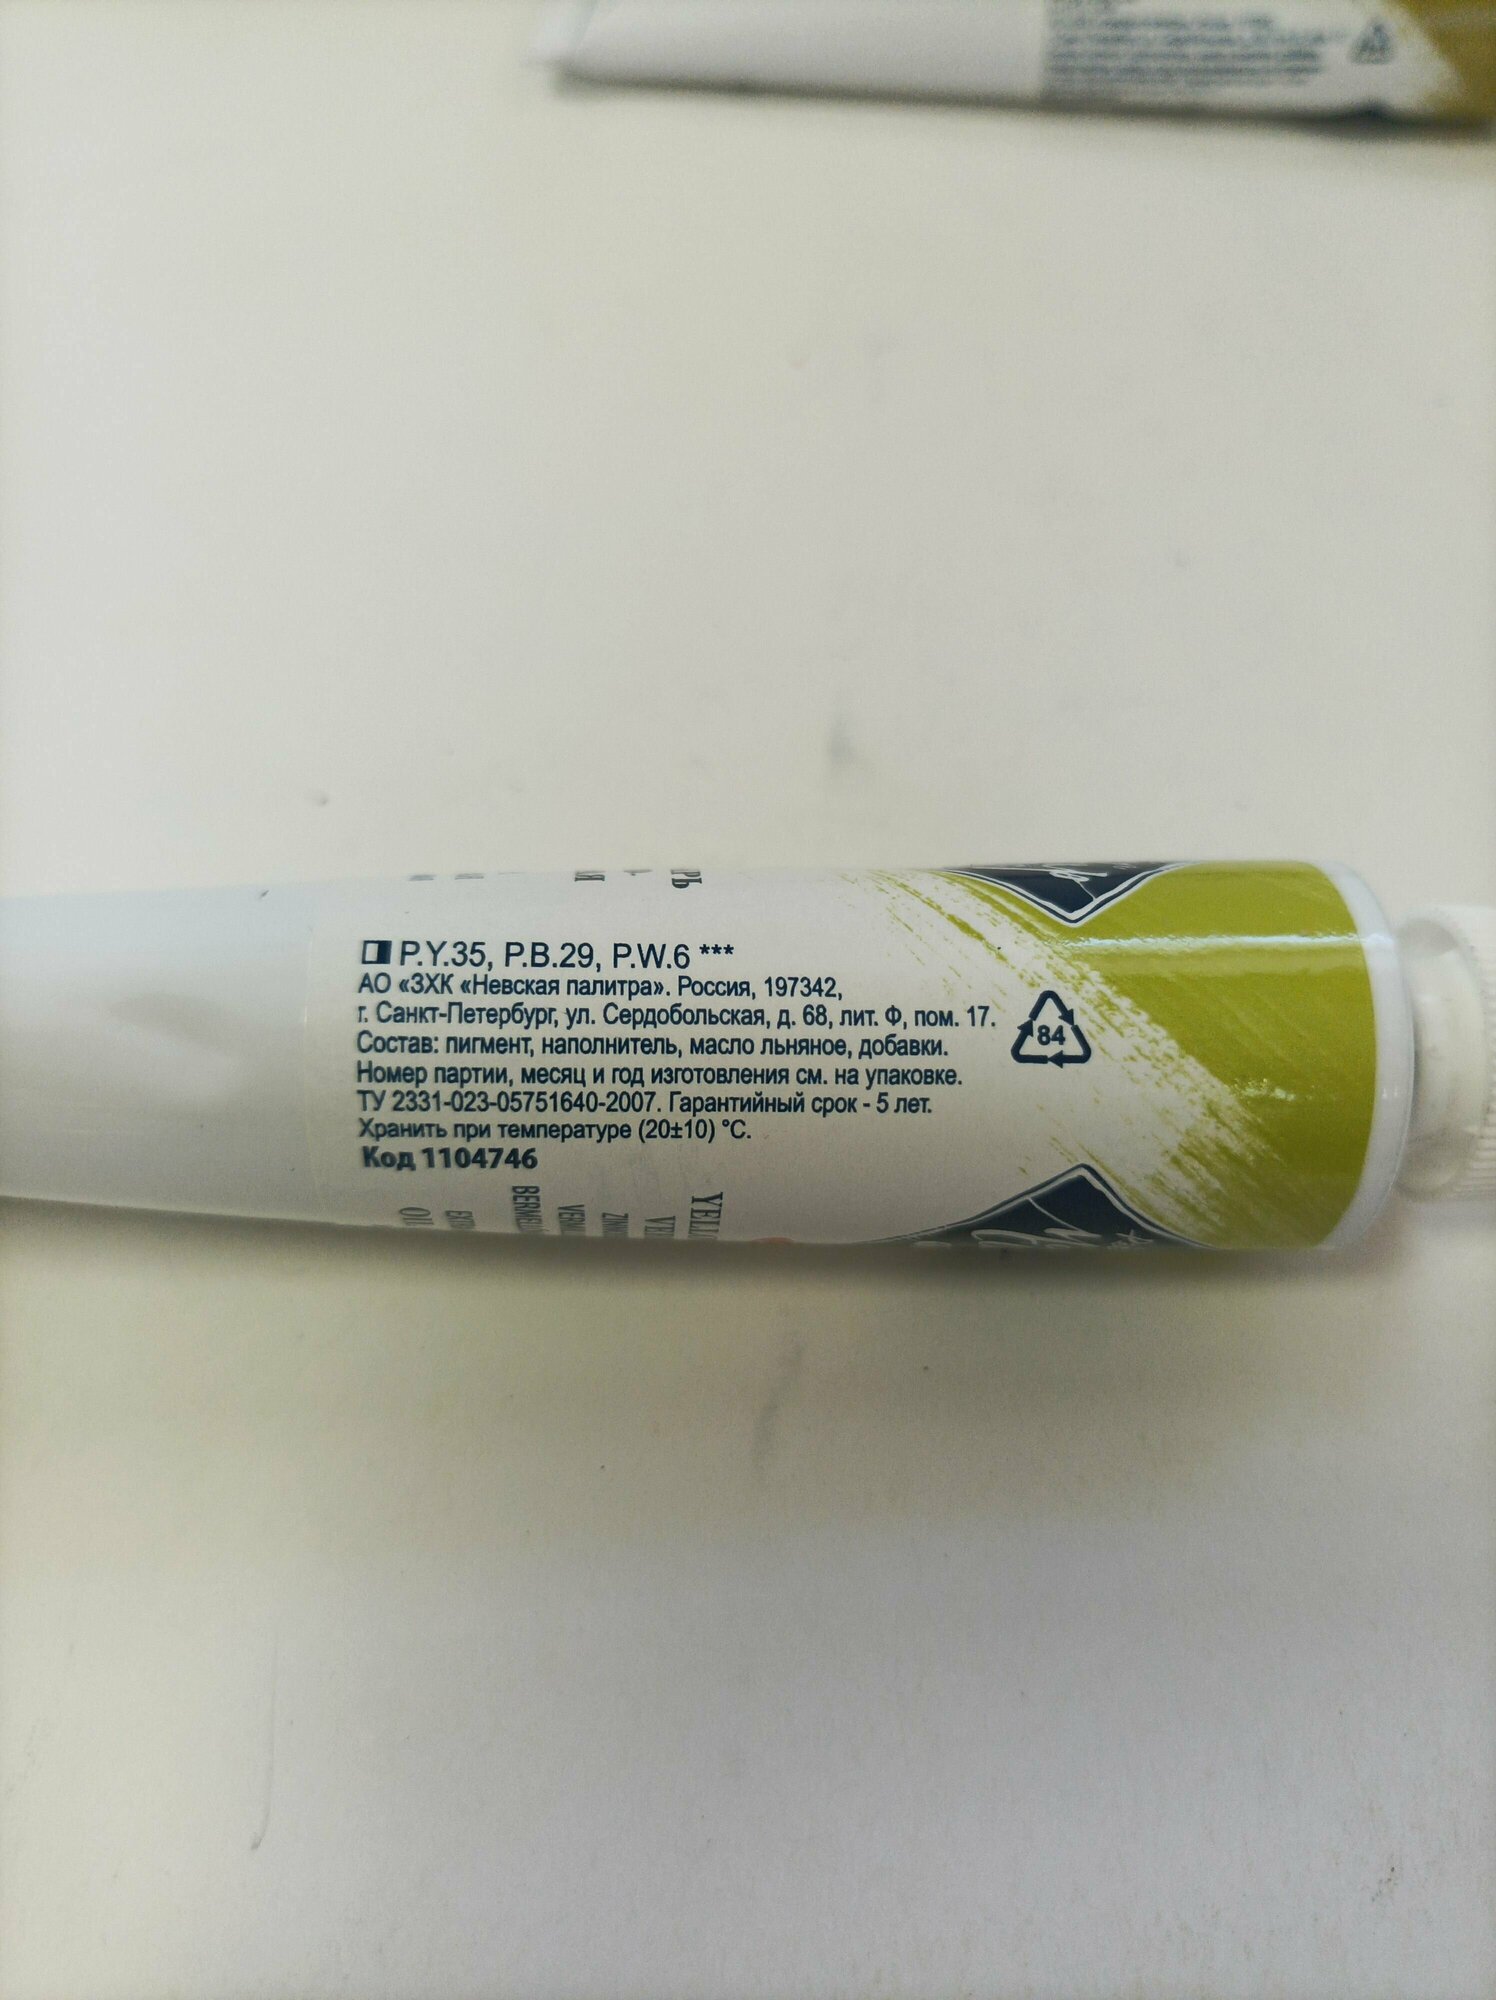 P.Y.35, P.B.29, P.W.6 ***
АО «ЗХК «Невская палитра». Россия, 197342,
г. Санкт-Петербург, ул. Сердобольская, д. 68, лит. Ф, пом. 17.
Состав: пигмент, наполнитель, масло льняное, добавки.
Номер партии, месяц и год изготовления см. на упаковке.
ТУ 2331-023-05751640-2007. Гарантийный срок - 5 лет.
Хранить при температуре (20±10) °С.
Код 1104746
84